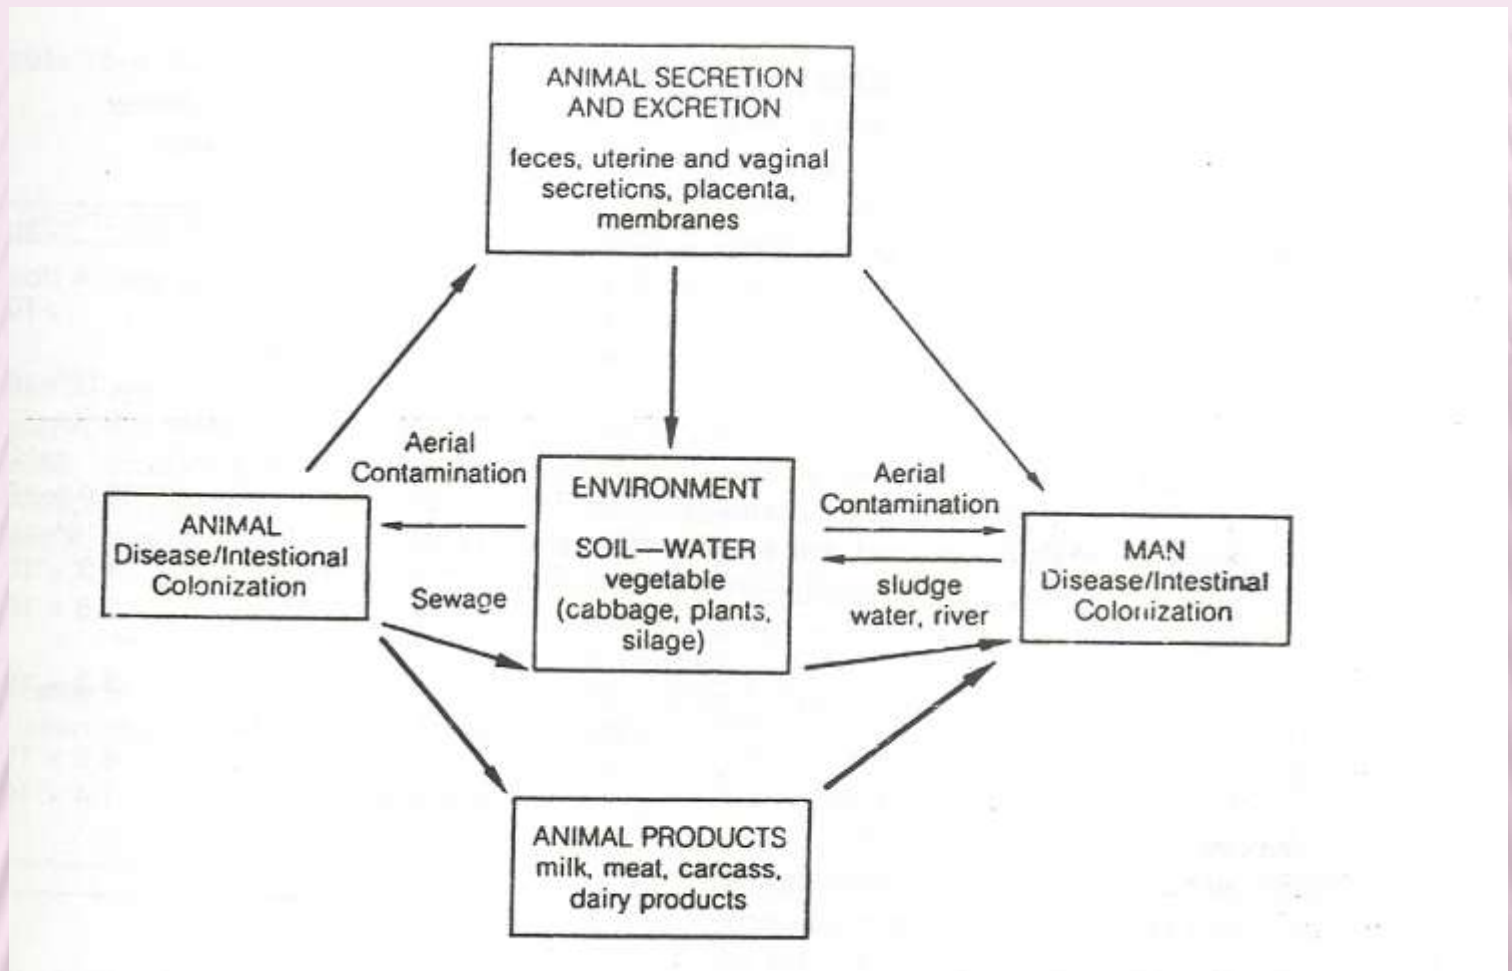 ANIMAL SECRETION
AND EXCRETION
feces, uterine and vaginal
secretions, placenta,
membranes
Aerial
Contamination
ENVIRONMENT
SOIL—WATER
vegetable
(cabbage, plants,
silage)
Aerial
Contamination
ANIMAL
Disease/Intestional
Colonization
Sewage
sludge
water, river
MAN
Disease/Intestinal
Colonization
ANIMAL PRODUCTS
milk, meat, carcass,
dairy products